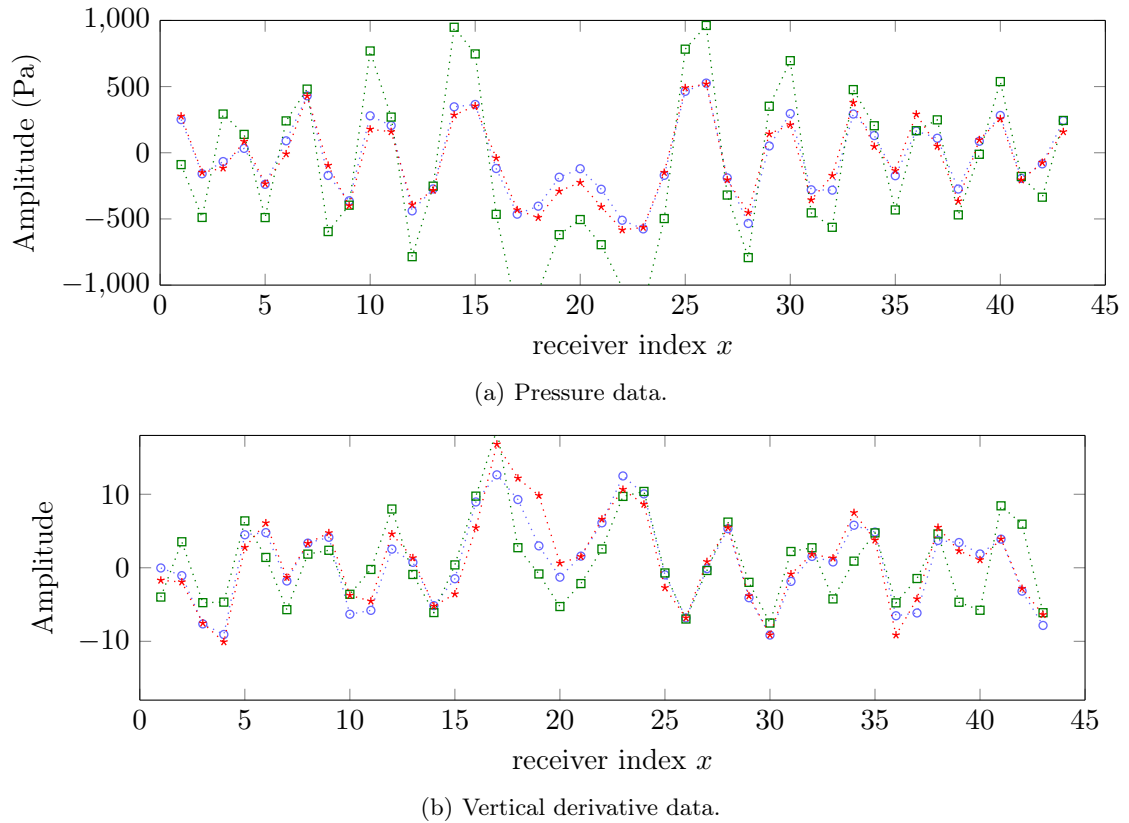 1,000
500
0
−500
−1,000
Amplitude (Pa)
0 5 10 15 20 25 30 35 40 45
receiver index x
(a) Pressure data.
10
0
−10
Amplitude
0 5 10 15 20 25 30 35 40 45
receiver index x
(b) Vertical derivative data.